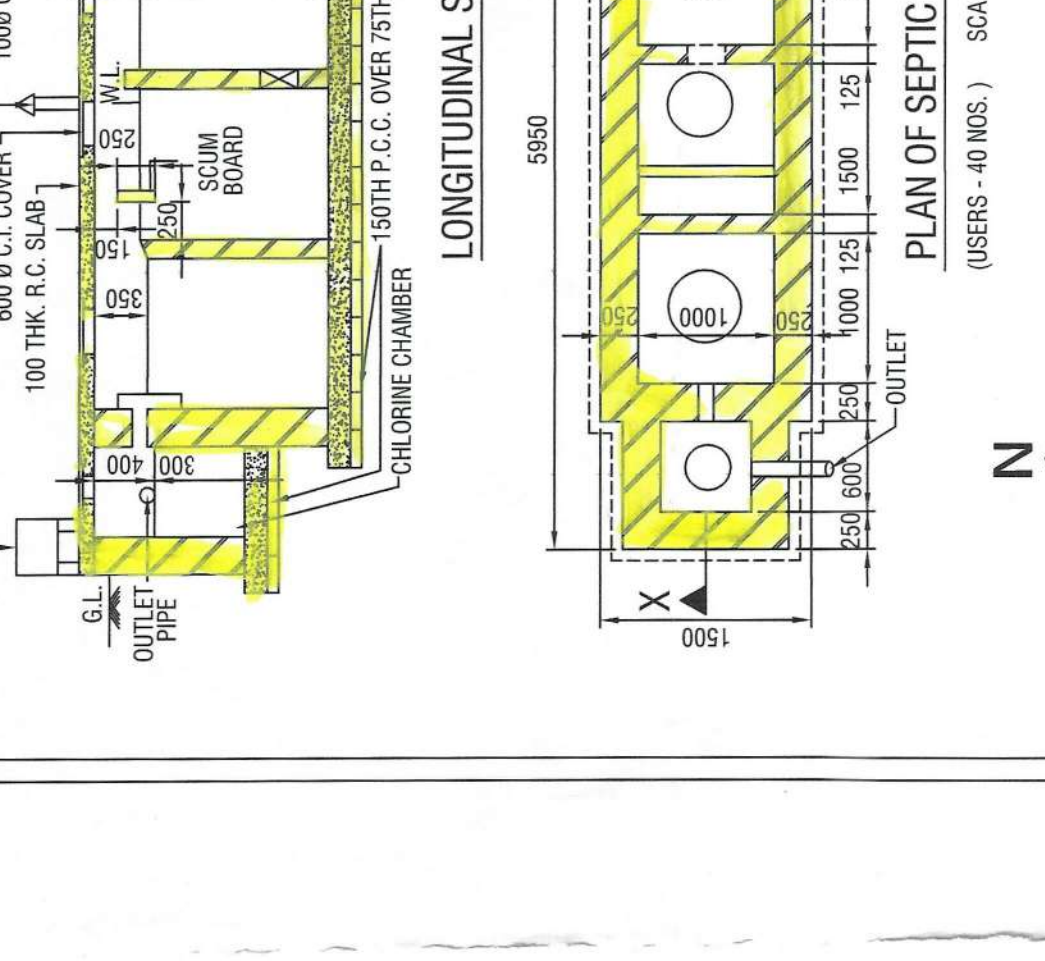 600 Ø C.I. COVER
100 THK. R.C. SLAB
W.L.
250
150
250
SCUM
BOARD
350
400
300
G.L.
OUTLET
PIPE
CHLORINE CHAMBER
150TH P.C.C. OVER 75TH
LONGITUDINAL
5950
250
1000
250
X
1500
125
1500
125
1000
250
600
250
OUTLET
PLAN OF SEPTIC
(USERS - 40 NOS. )
N